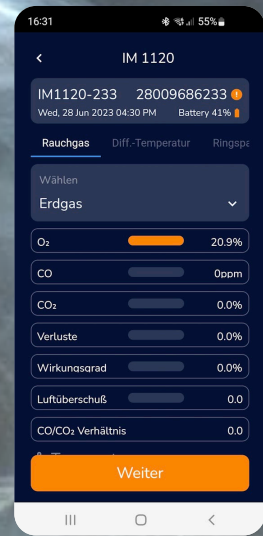 16:31 55%
IM 1120
IM1120-233 28009686233
Wed, 28 Jun 2023 04:30 PM Battery 41%
Rauchgas Diff.-Temperatur Ringspa
Wählen
Erdgas
O₂ 20.9%
CO 0ppm
CO₂ 0.0%
Verluste 0.0%
Wirkungsgrad 0.0%
Luftüberschuß 0.0
CO/CO₂ Verhältnis 0.0
Weiter